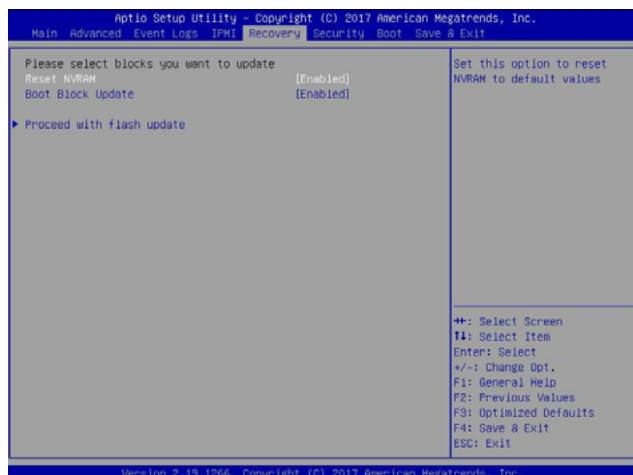 Aptio Setup Utility - Copyright (C) 2017 American Megatrends, Inc.
Main Advanced Event Logs IPMI Recovery Security Boot Save & Exit
Please select blocks you want to update
Reset NVRAM [Enabled]
Boot Block Update [Enabled]
Proceed with flash update
Set this option to reset
NVRAM to default values
↔: Select Screen
↑↓: Select Item
Enter: Select
+/-: Change Opt.
F1: General Help
F2: Previous Values
F3: Optimized Defaults
F4: Save & Exit
ESC: Exit
Version 2.19.1266. Copyright (C) 2017 American Megatrends, Inc.